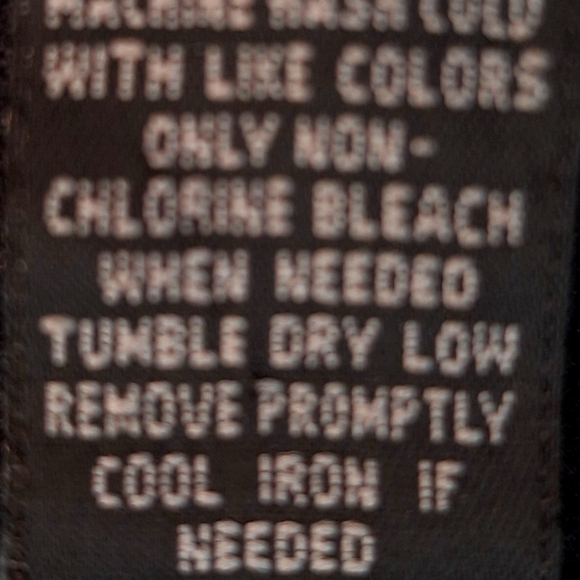 MACHINE WASH COLD
WITH LIKE COLORS
ONLY NON-
CHLORINE BLEACH
WHEN NEEDED
TUMBLE DRY LOW
REMOVE PROMPTLY
COOL IRON IF
NEEDED